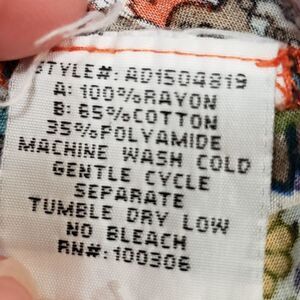 STYLE#: AD1504819
A: 100%RAYON
B: 65%COTTON
35%POLYAMIDE
MACHINE WASH COLD
GENTLE CYCLE
SEPARATE
TUMBLE DRY LOW
NO BLEACH
RN#: 100306